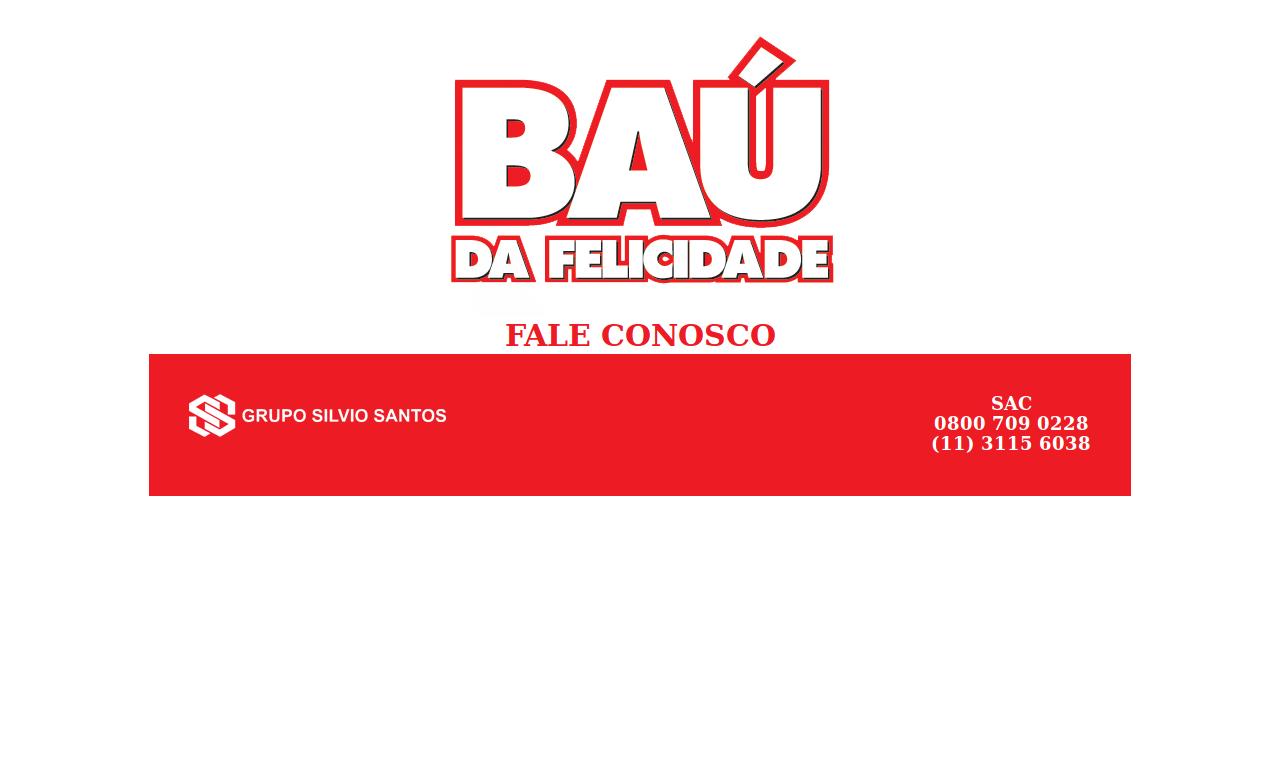 BAÚ
DA FELICIDADE
FALE CONOSCO
GRUPO SILVIO SANTOS
SAC
0800 709 0228
(11) 3115 6038